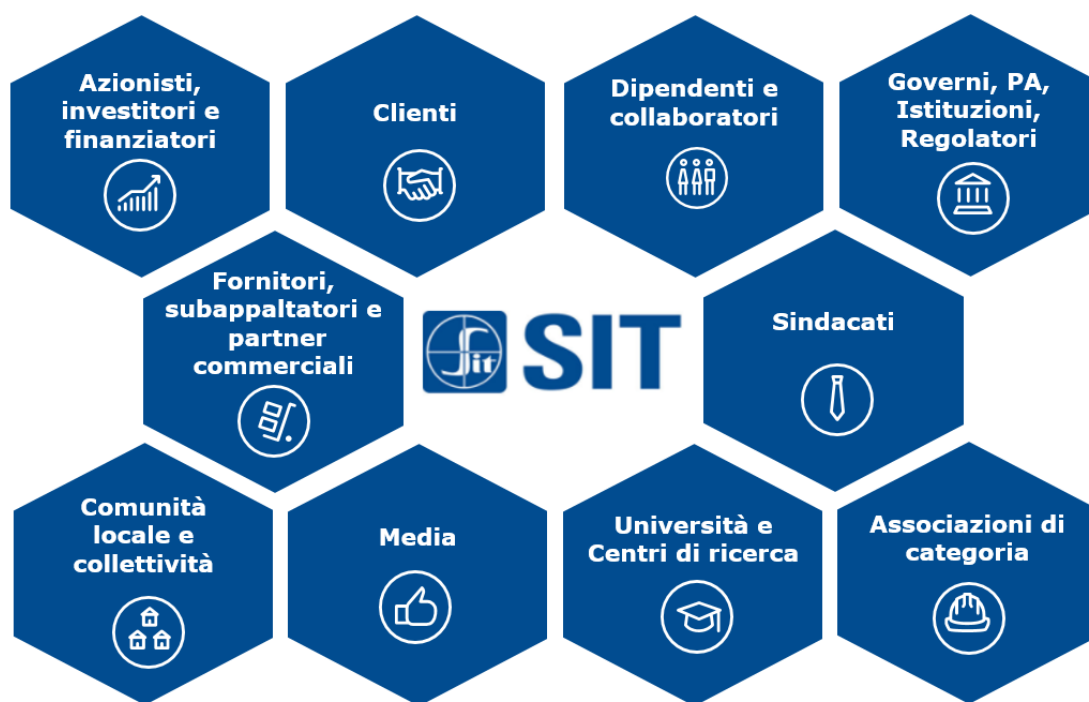 Azionisti,
investitori e
finanziatori
Clienti
Dipendenti e
collaboratori
Governi, PA,
Istituzioni,
Regolatori
Fornitori,
subappaltatori e
partner
commerciali
Sit
SIT
Sindacati
Comunità
locale e
collettività
Media
Università e
Centri di ricerca
Associazioni di
categoria